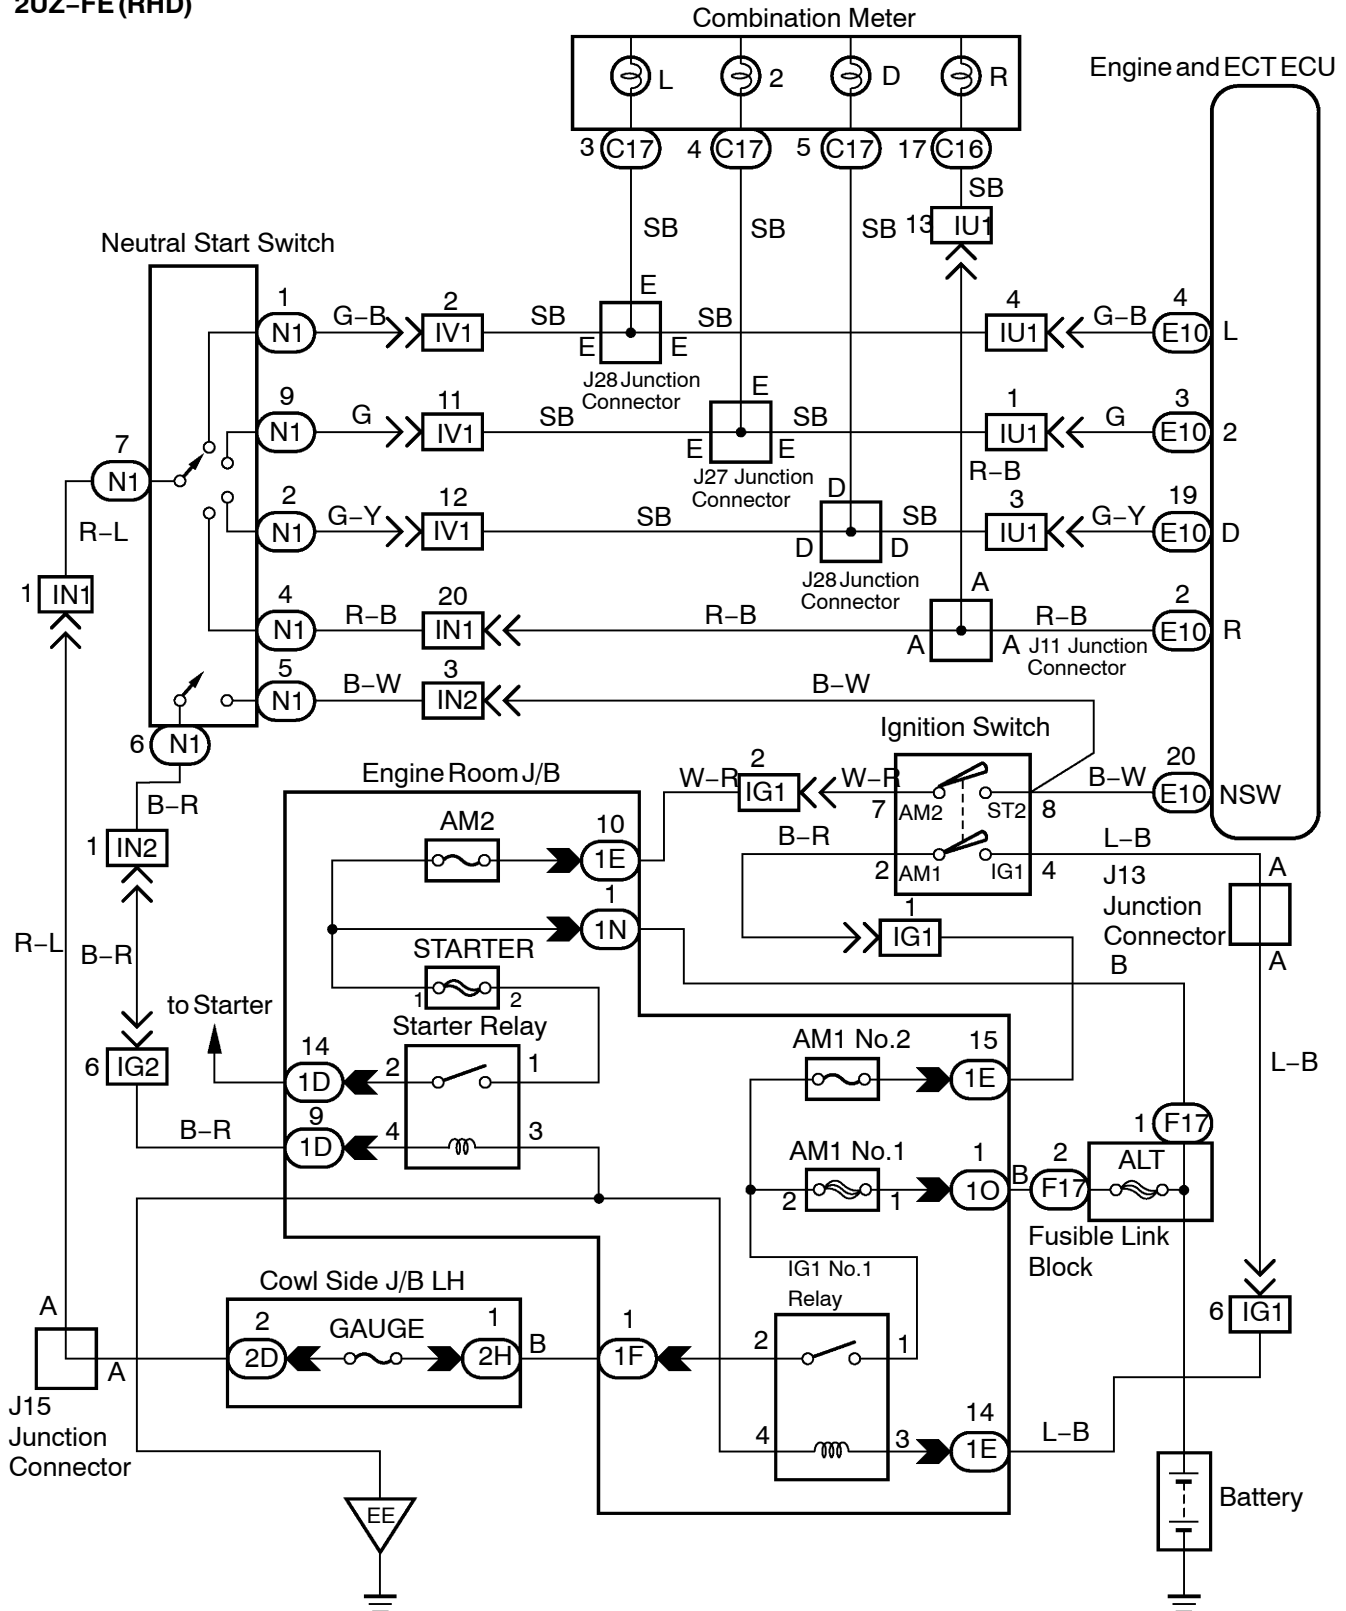 2UZ–FE (RHD)
Combination Meter
Engine and ECT ECU
L
2
D
R
3 C17
4 C17
5 C17
17 C16
SB
SB
SB
SB
13 IU1
Neutral Start Switch
1
N1
G–B
2
IV1
SB
E
E
E
SB
4
IU1
G–B
4
E10
L
J28 Junction
Connector
9
N1
G
11
IV1
SB
E
E
E
SB
1
IU1
G
3
E10
2
J27 Junction
Connector
R–B
7
N1
R–L
2
N1
G–Y
12
IV1
SB
D
D
D
SB
3
IU1
G–Y
19
E10
D
J28 Junction
Connector
1 IN1
4
N1
R–B
20
IN1
R–B
A
A
A
R–B
2
E10
R
J11 Junction
Connector
5
N1
B–W
3
IN2
B–W
6 N1
Ignition Switch
Engine Room J/B
B–R
1 IN2
W–R
2
IG1
W–R
7
AM2
ST2
8
B–W
20
E10
NSW
AM2
10
1E
B–R
2
AM1
IG1
4
L–B
A
J13
Junction
Connector
A
1
1N
1
IG1
B
R–L
B–R
STARTER
1
2
to Starter
Starter Relay
6 IG2
14
1D
2
1
AM1 No.2
15
1E
L–B
B–R
9
1D
4
3
1 F17
AM1 No.1
2
1
1
1O
B
2
F17
ALT
Fusible Link
Block
IG1 No.1
Relay
Cowl Side J/B LH
6 IG1
A
A
2
2D
GAUGE
1
2H
B
1
1F
2
1
J15
Junction
Connector
4
3
14
1E
L–B
EE
Battery